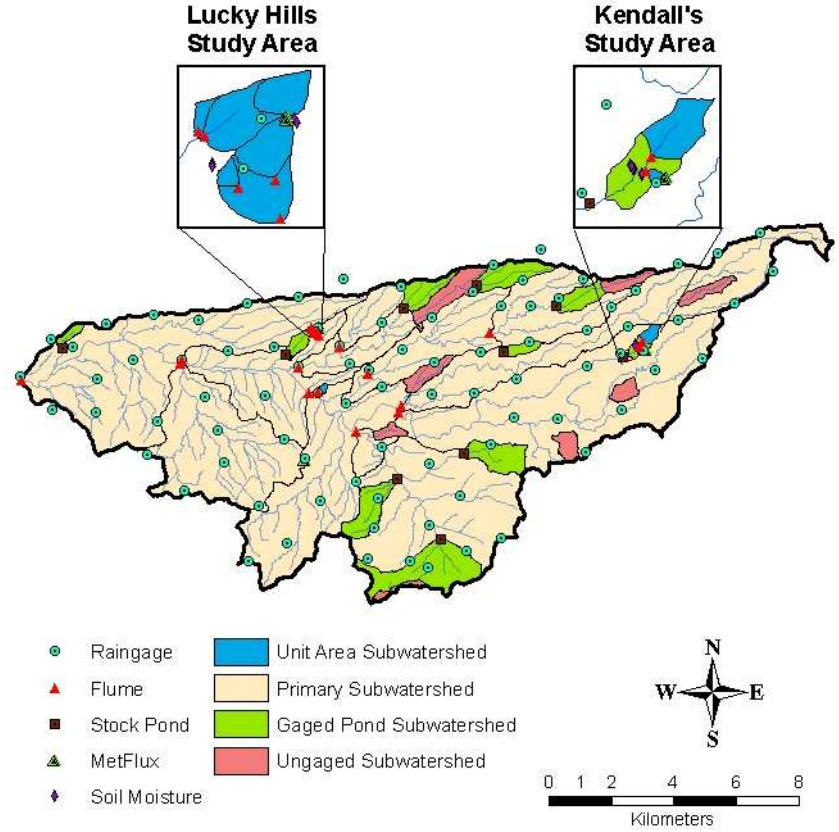 Lucky Hills
Study Area
Kendall's
Study Area
Raingage
Flume
Stock Pond
MetFlux
Soil Moisture
Unit Area Subwatershed
Primary Subwatershed
Gaged Pond Subwatershed
Ungaged Subwatershed
N
W E
S
0 1 2 4 6 8
Kilometers